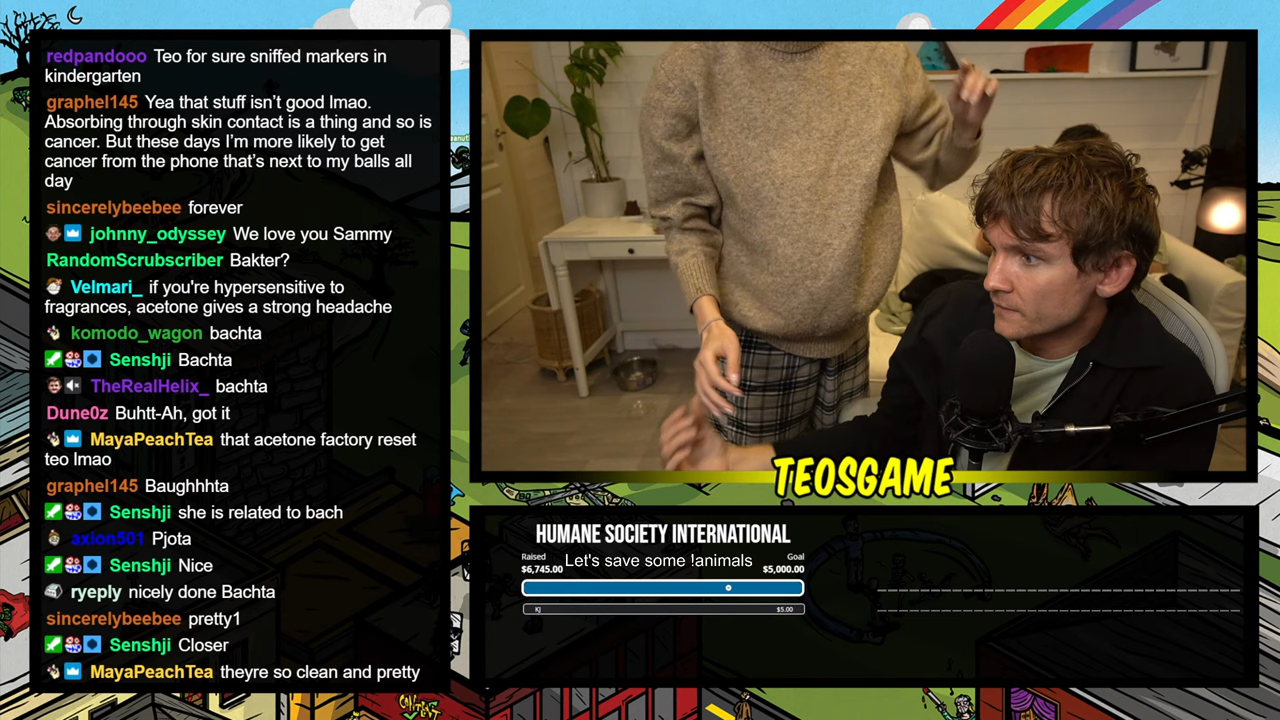 redpandooo Teo for sure sniffed markers in
kindergarten
graphel145 Yea that stuff isn't good lmao.
Absorbing through skin contact is a thing and so is
cancer. But these days I'm more likely to get
cancer from the phone that's next to my balls all
day
sincerelybeebee forever
johnny_odyssey We love you Sammy
RandomScrubscriber Bakter?
Velmari_ if you're hypersensitive to
fragrances, acetone gives a strong headache
komodo_wagon bachta
Senshji Bachta
TheRealHelix_ bachta
Dune0z Buhtt-Ah, got it
MayaPeachTea that acetone factory reset
teo lmao
graphel145 Baughhhta
Senshji she is related to bach
axion501 Pjota
Senshji Nice
ryeply nicely done Bachta
sincerelybeebee pretty1
Senshji Closer
MayaPeachTea theyre so clean and pretty
TEOSGAME
HUMANE SOCIETY INTERNATIONAL
Raised Let's save some !animals Goal
$6,745.00 $5,000.00
KJ $5.00